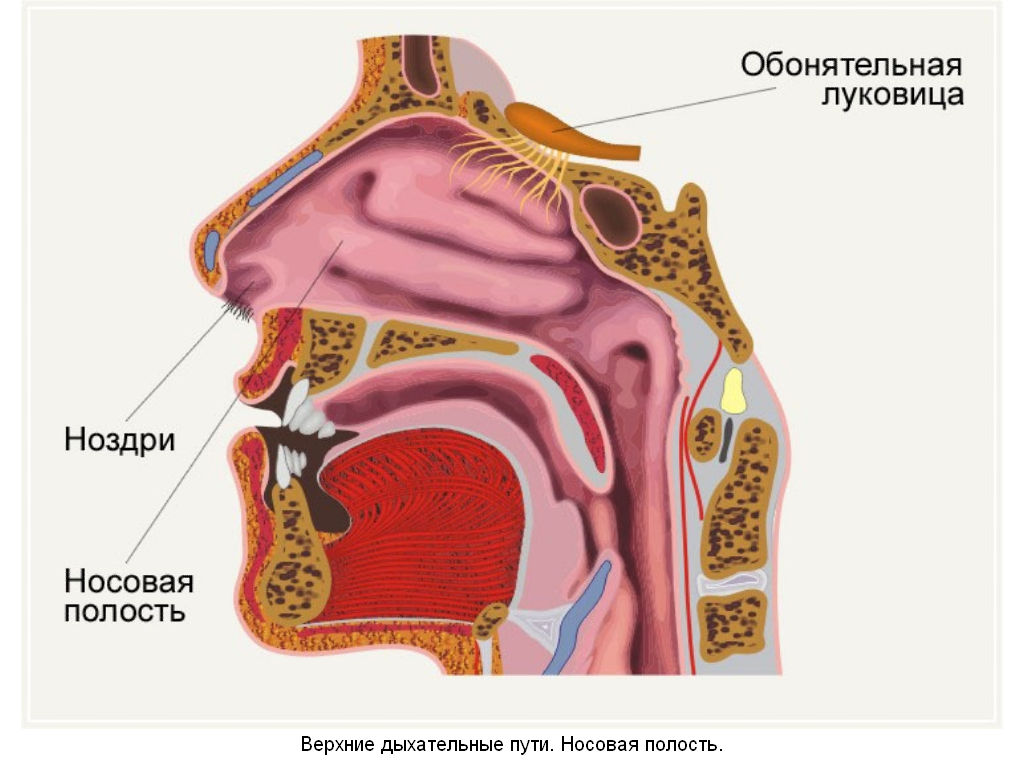 Обонятельная
луковица
Ноздри
Носовая
полость
Верхние дыхательные пути. Носовая полость.